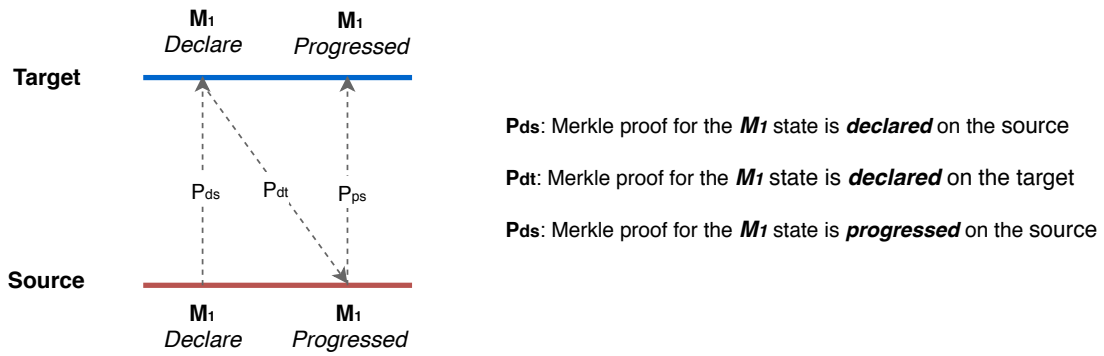 M1 M1
Declare Progressed
Target
Pds: Merkle proof for the M1 state is declared on the source
Pdt: Merkle proof for the M1 state is declared on the target
Pds Pdt Pps
Pds: Merkle proof for the M1 state is progressed on the source
Source
M1 M1
Declare Progressed